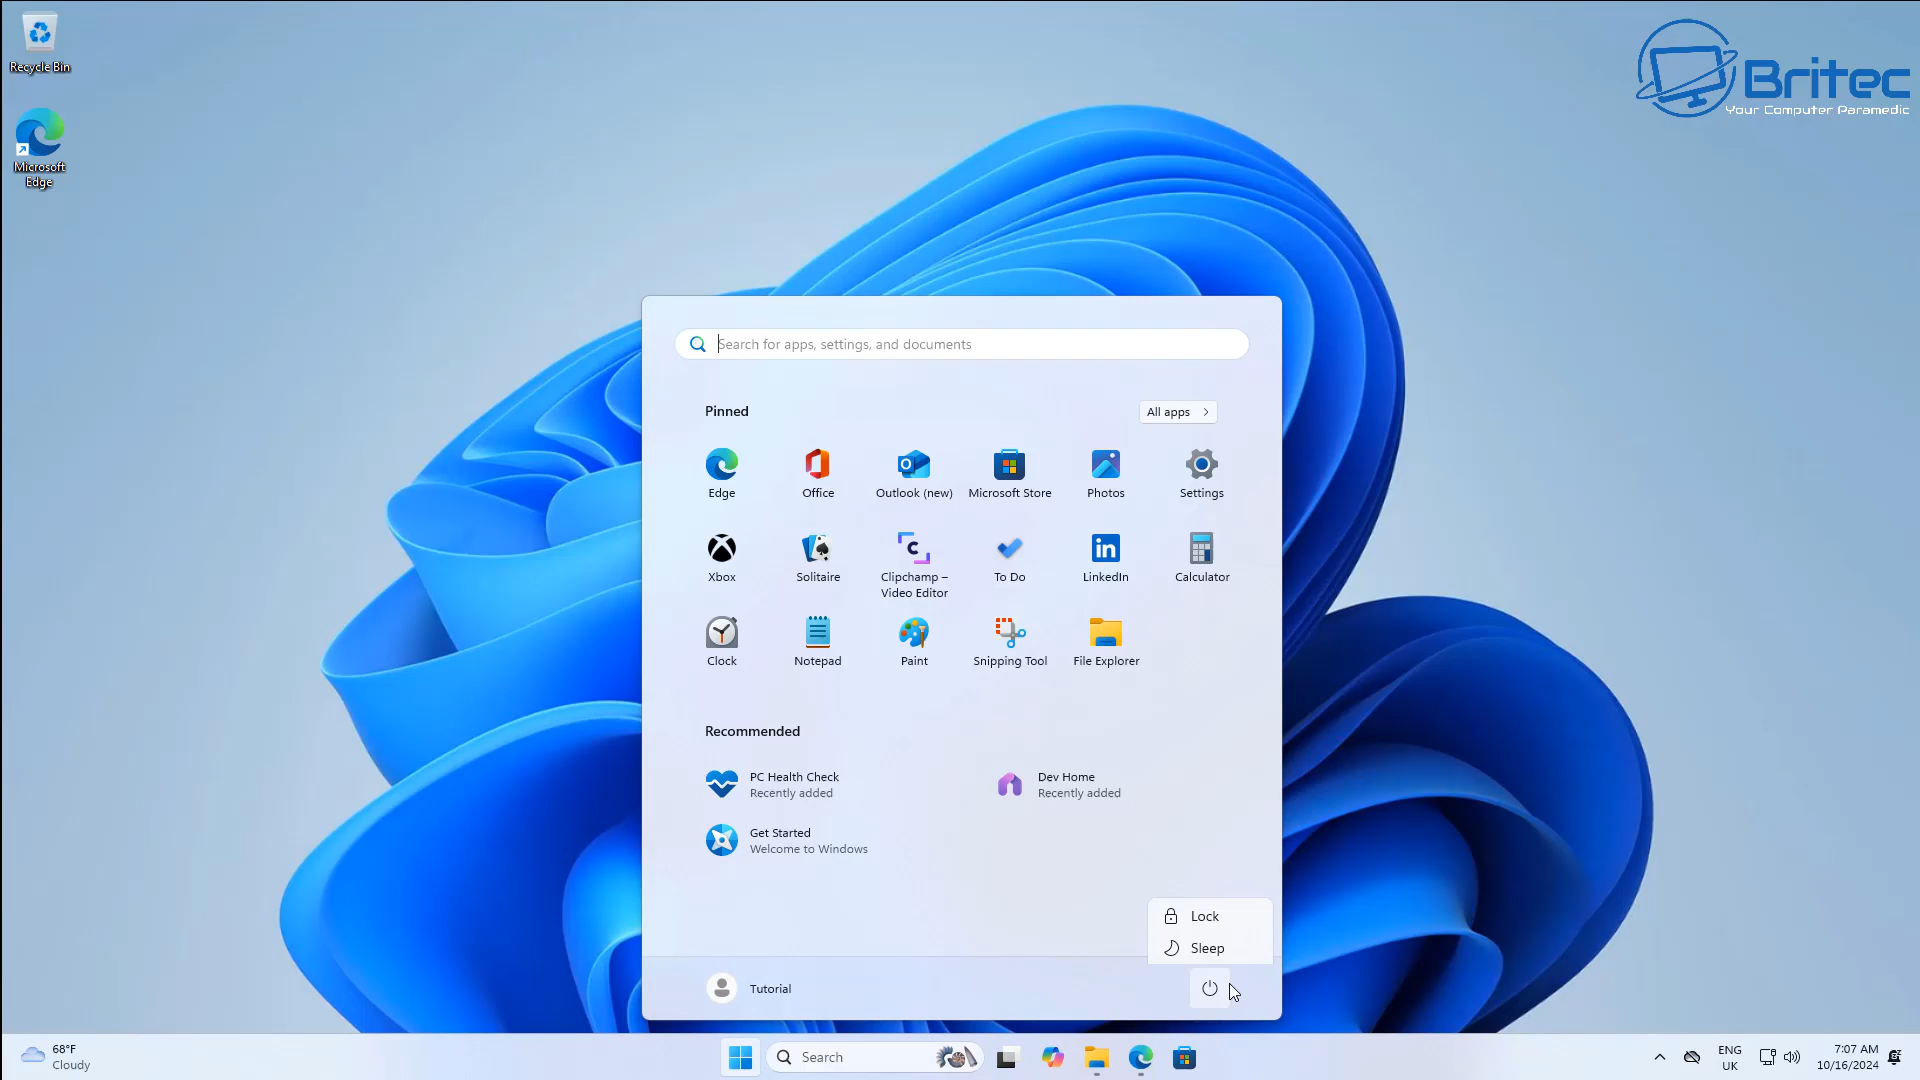 Recycle Bin
Microsoft
Edge
Britec
Your Computer Paramedic
Search for apps, settings, and documents
Pinned
All apps
Edge
Office
Outlook (new)
Microsoft Store
Photos
Settings
Xbox
Solitaire
Clipchamp –
Video Editor
To Do
LinkedIn
Calculator
Clock
Notepad
Paint
Snipping Tool
File Explorer
Recommended
PC Health Check
Recently added
Dev Home
Recently added
Get Started
Welcome to Windows
Lock
Sleep
Tutorial
68°F
Cloudy
Search
ENG
UK
7:07 AM
10/16/2024